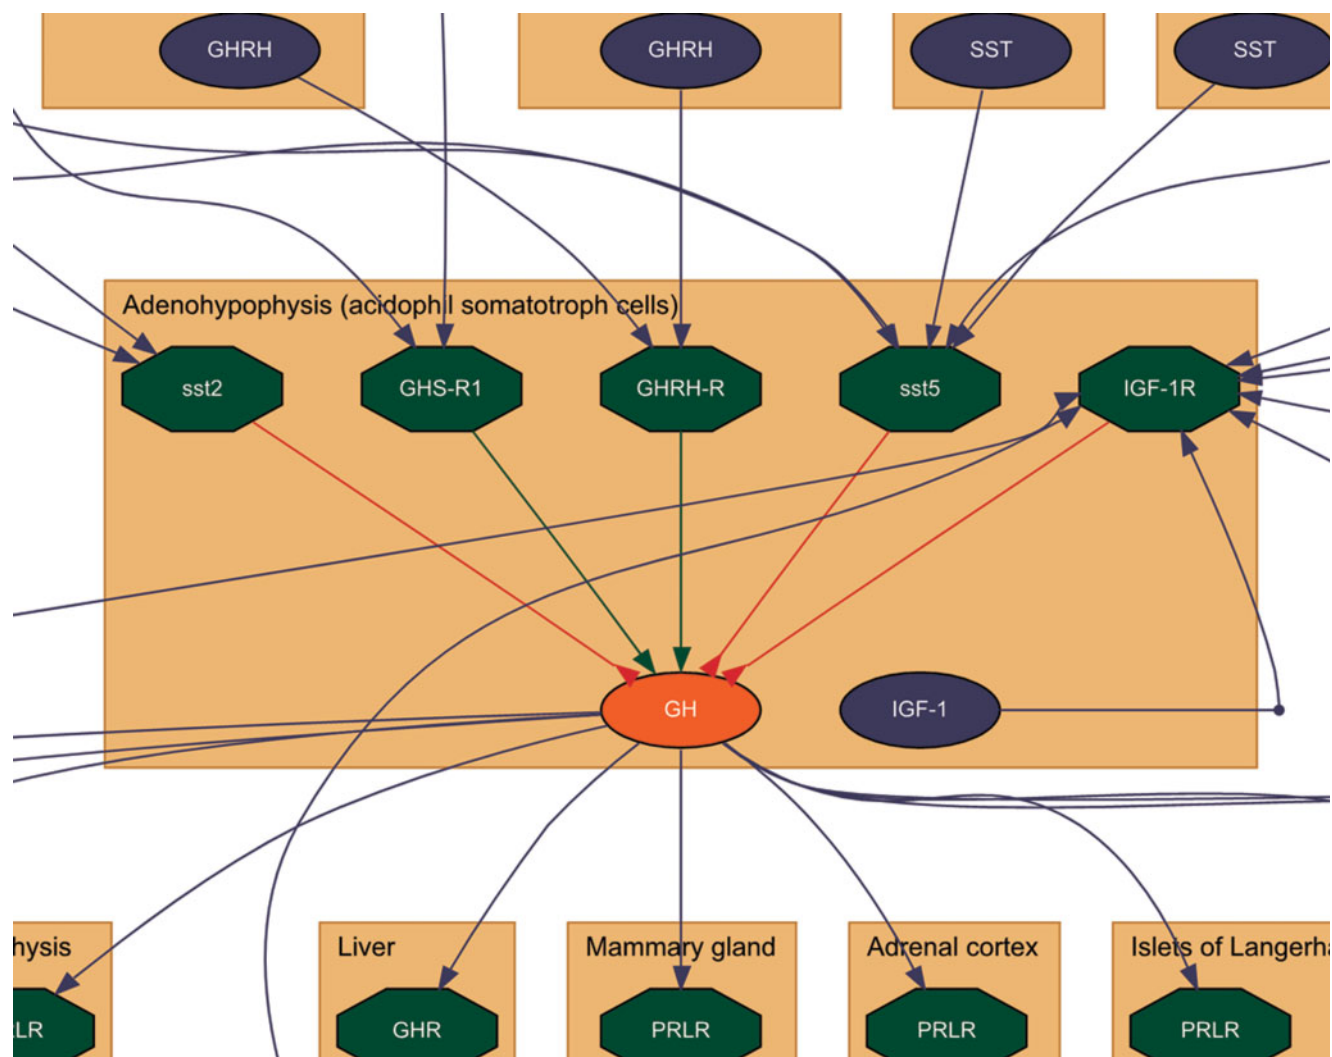 GHRH
GHRH
SST
SST
Adenohypophysis (acidophil somatotroph cells)
sst2
GHS-R1
GHRH-R
sst5
IGF-1R
GH
IGF-1
hysis
Liver
Mammary gland
Adrenal cortex
Islets of Langerha
LR
GHR
PRLR
PRLR
PRLR